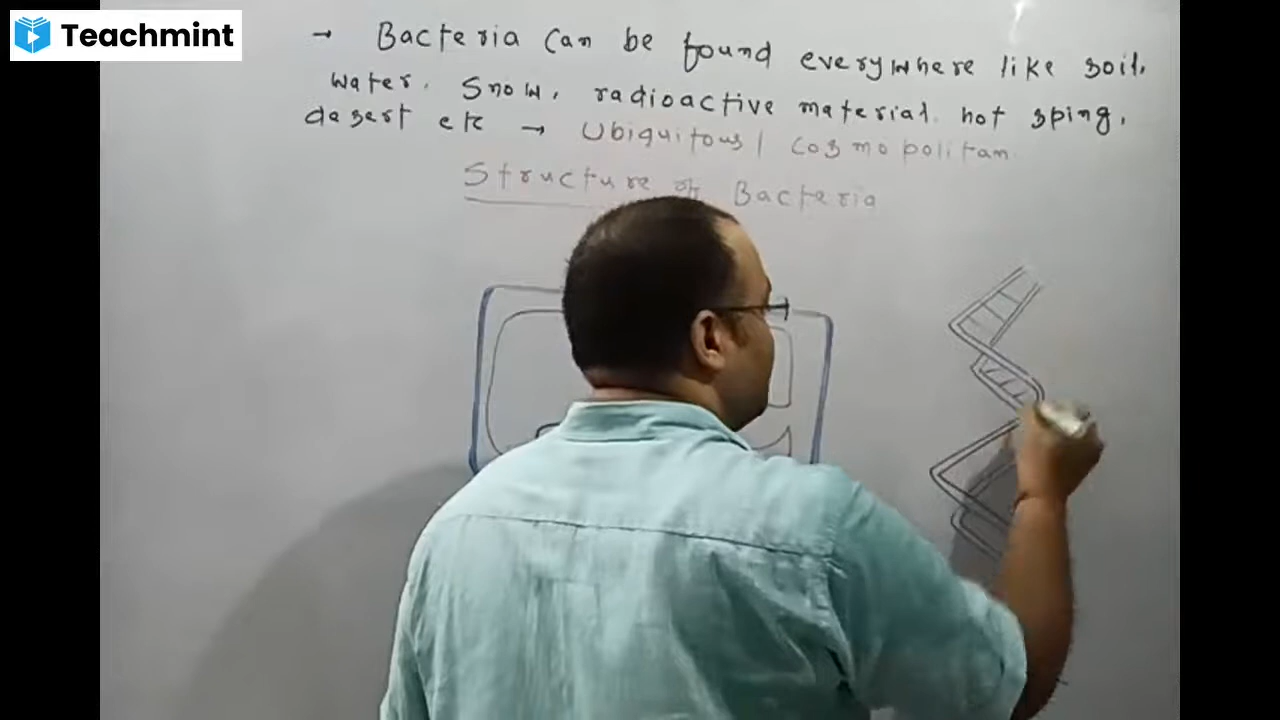 Teachmint
→ Bacteria can be found everywhere like soil,
water, snow, radioactive material, hot sping,
desert etc → Ubiquitous / Cosmopolitan
Structure of Bacteria